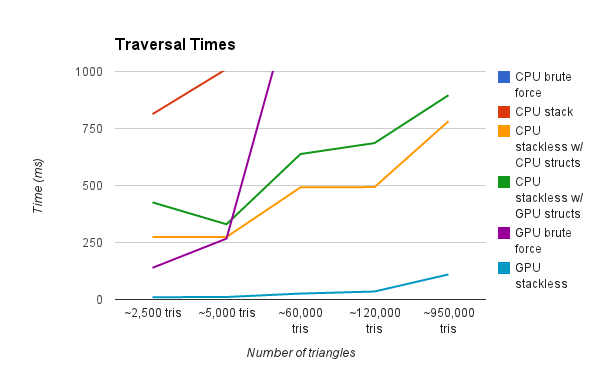 Traversal Times
1000
750
500
250
0
Time (ms)
~2,500 tris
~5,000 tris
~60,000
tris
~120,000
tris
~950,000
tris
Number of triangles
CPU brute
force
CPU stack
CPU
stackless w/
CPU structs
CPU
stackless w/
GPU structs
GPU brute
force
GPU
stackless